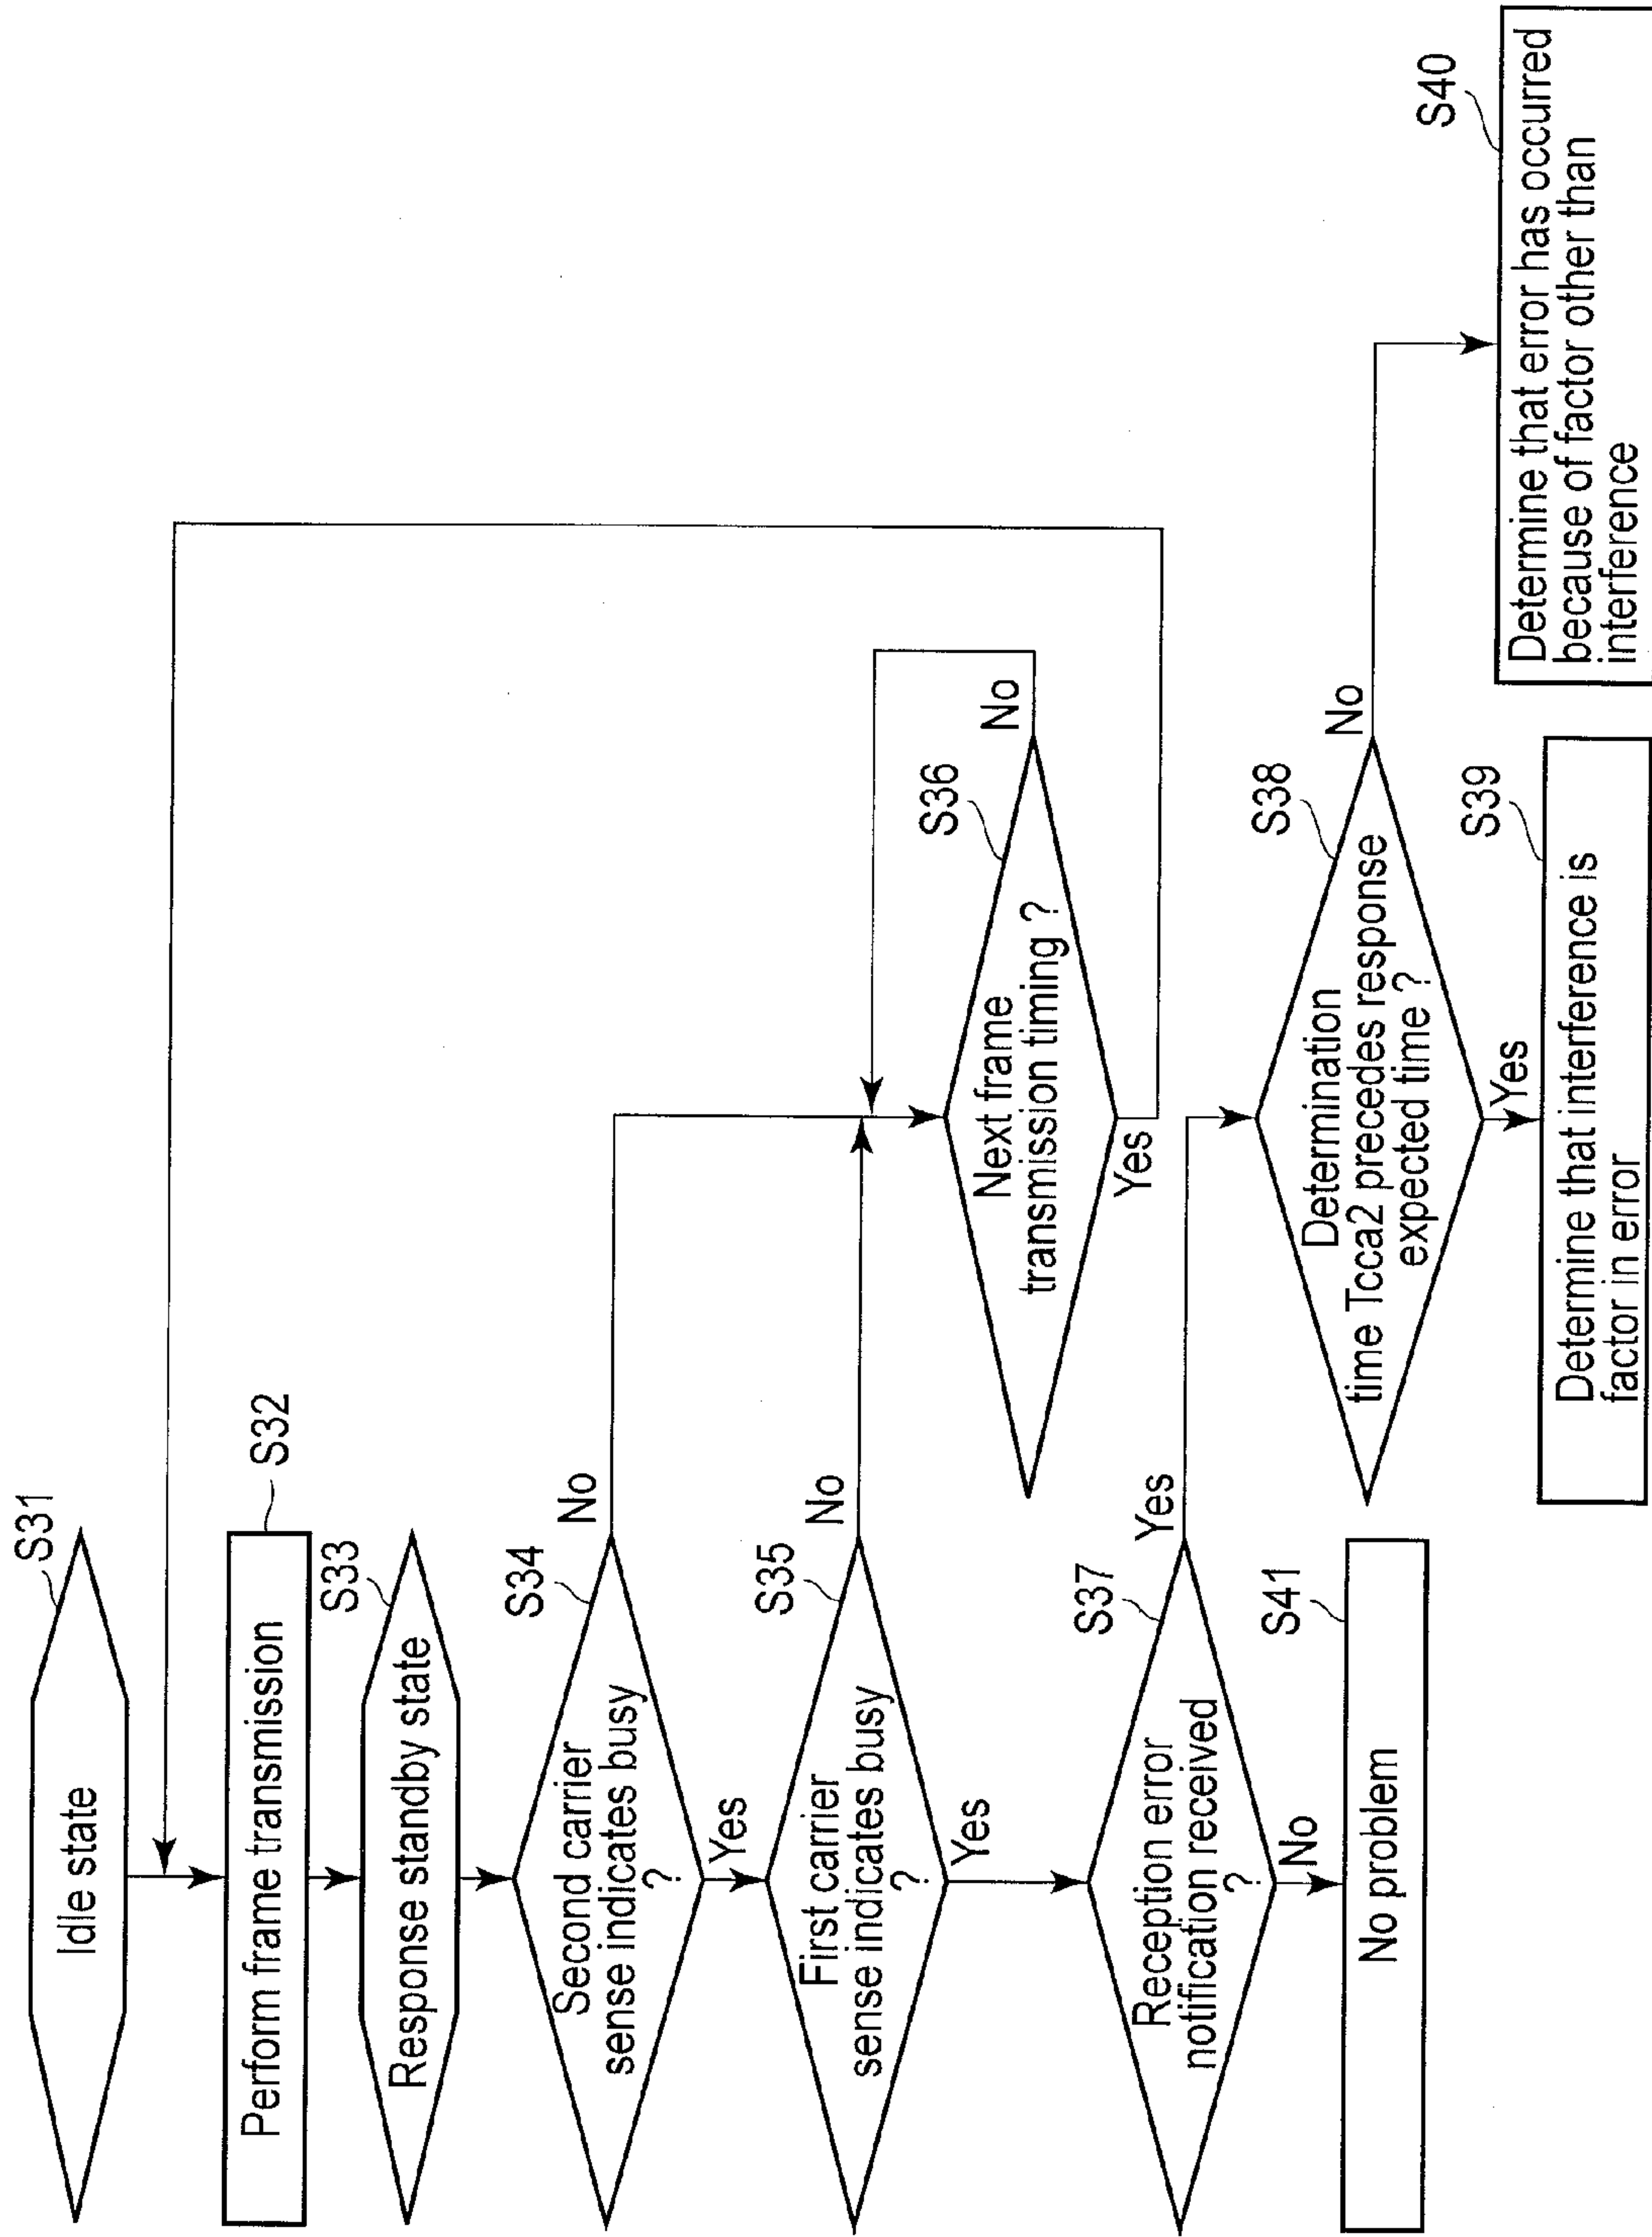 S31
Idle state
S32
Perform frame transmission
S33
Response standby state
S34
Second carrier
sense indicates busy
?
No
Yes
S35
First carrier
sense indicates busy
?
No
Yes
S36
Next frame
transmission timing ?
No
Yes
S37
Reception error
notification received
?
Yes
No
S38
Determination
time Tcca2 precedes response
expected time ?
No
Yes
S41
No problem
S39
Determine that interference is
factor in error
S40
Determine that error has occurred
because of factor other than
interference